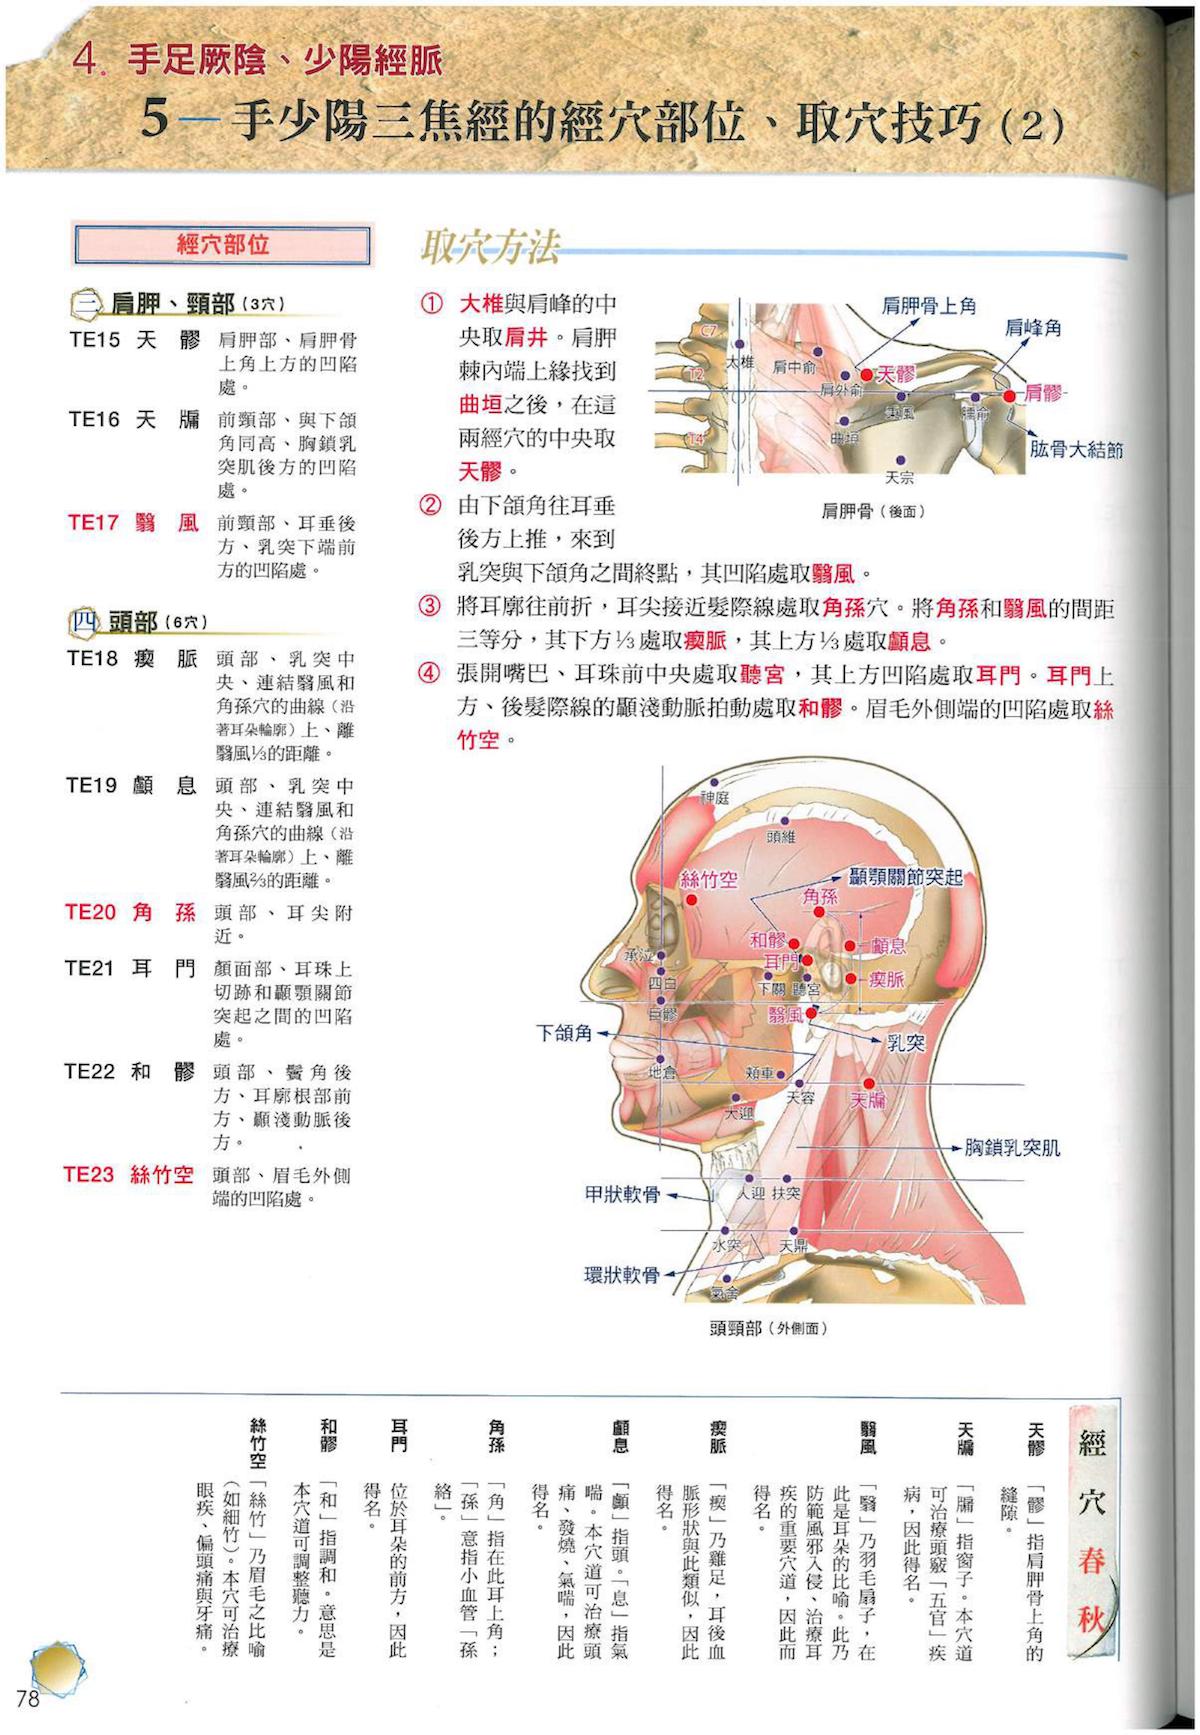 4. 手足厥陰、少陽經脈
5—手少陽三焦經的經穴部位、取穴技巧(2)
經穴部位
三 肩胛、頸部(3穴)
TE15 天髎 肩胛部、肩胛骨
上角上方的凹陷
處。
TE16 天牖 前頸部、與下頜
角同高、胸鎖乳
突肌後方的凹陷
處。
TE17 翳風 前頸部、耳垂後
方、乳突下端前
方的凹陷處。
四 頭部(6穴)
TE18 瘈脈 頭部、乳突中
央、連結翳風和
角孫穴的曲線(沿
著耳朵輪廓)上、離
翳風⅓的距離。
TE19 顱息 頭部、乳突中
央、連結翳風和
角孫穴的曲線(沿
著耳朵輪廓)上、離
翳風⅔的距離。
TE20 角孫 頭部、耳尖附
近。
TE21 耳門 顏面部、耳珠上
切跡和顳顎關節
突起之間的凹陷
處。
TE22 和髎 頭部、鬢角後
方、耳廓根部前
方、顳淺動脈後
方。
TE23 絲竹空 頭部、眉毛外側
端的凹陷處。
取穴方法
① 大椎與肩峰的中
央取肩井。肩胛
棘內端上緣找到
曲垣之後,在這
兩經穴的中央取
天髎。
② 由下頜角往耳垂
後方上推,來到
乳突與下頜角之間終點,其凹陷處取翳風。
③ 將耳廓往前折,耳尖接近髮際線處取角孫穴。將角孫和翳風的間距
三等分,其下方⅓處取瘈脈,其上方⅓處取顱息。
④ 張開嘴巴、耳珠前中央處取聽宮,其上方凹陷處取耳門。耳門上
方、後髮際線的顳淺動脈拍動處取和髎。眉毛外側端的凹陷處取絲
竹空。
肩胛骨上角
肩峰角
C7
大椎
肩中俞
T2
肩外俞
天髎
肩髎
秉風
臑俞
T4
曲垣
肱骨大結節
天宗
肩胛骨(後面)
神庭
頭維
絲竹空
顳顎關節突起
角孫
和髎
顱息
承泣
耳門
四白
下關
聽宮
瘈脈
巨髎
翳風
下頜角
乳突
地倉
頰車
天容
天牖
大迎
胸鎖乳突肌
甲狀軟骨
人迎
扶突
水突
天鼎
環狀軟骨
氣舍
頭頸部(外側面)
經穴春秋
天髎 「髎」指肩胛骨上角的
縫隙。
天牖 「牖」指窗子。本穴道
可治療頭竅「五官」疾
病,因此得名。
翳風 「翳」乃羽毛扇子,在
此是耳朵的比喻。此乃
防範風邪入侵、治療耳
疾的重要穴道,因此而
得名。
瘈脈 「瘈」乃雞足,耳後血
脈形狀與此類似,因此
得名。
顱息 「顱」指頭。「息」指氣
喘。本穴道可治療頭
痛、發燒、氣喘,因此
得名。
角孫 「角」指在此耳上角;
「孫」意指小血管「孫
絡」。
耳門 位於耳朵的前方,因此
得名。
和髎 「和」指調和。意思是
本穴道可調整聽力。
絲竹空 「絲竹」乃眉毛之比喻
(如細竹)。本穴可治療
眼疾、偏頭痛與牙痛。
78